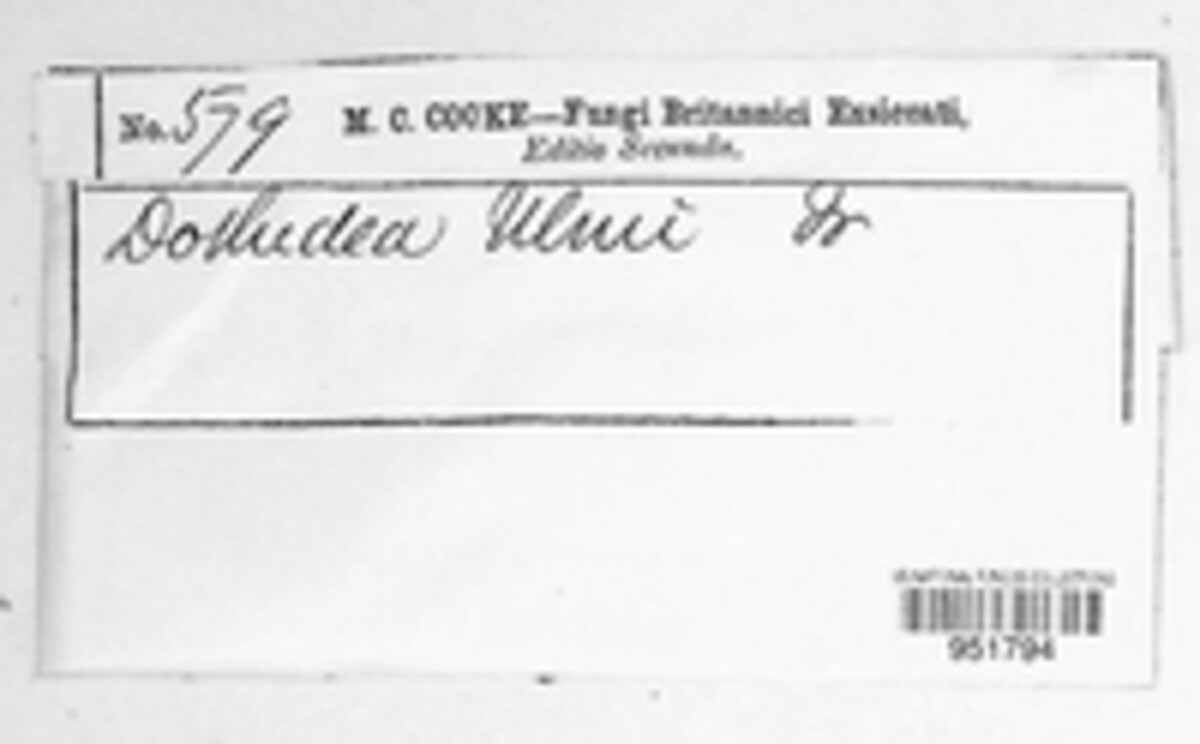 No. 579 M. C. COOKE—Fungi Britannici Exsiccati,
Editio Secunda.
Dothidea Ulmi Fr
951794